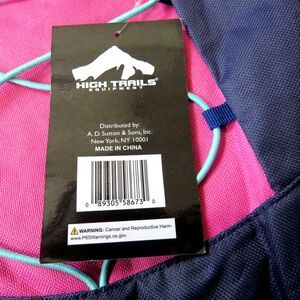 HIGH TRAILS®
EQUIPMENT
Distributed by:
A. D. Sutton & Sons, Inc.
New York, NY 10001
MADE IN CHINA
0 89305 58673 0
WARNING: Cancer and Reproductive Harm-
www.P65Warnings.ca.gov